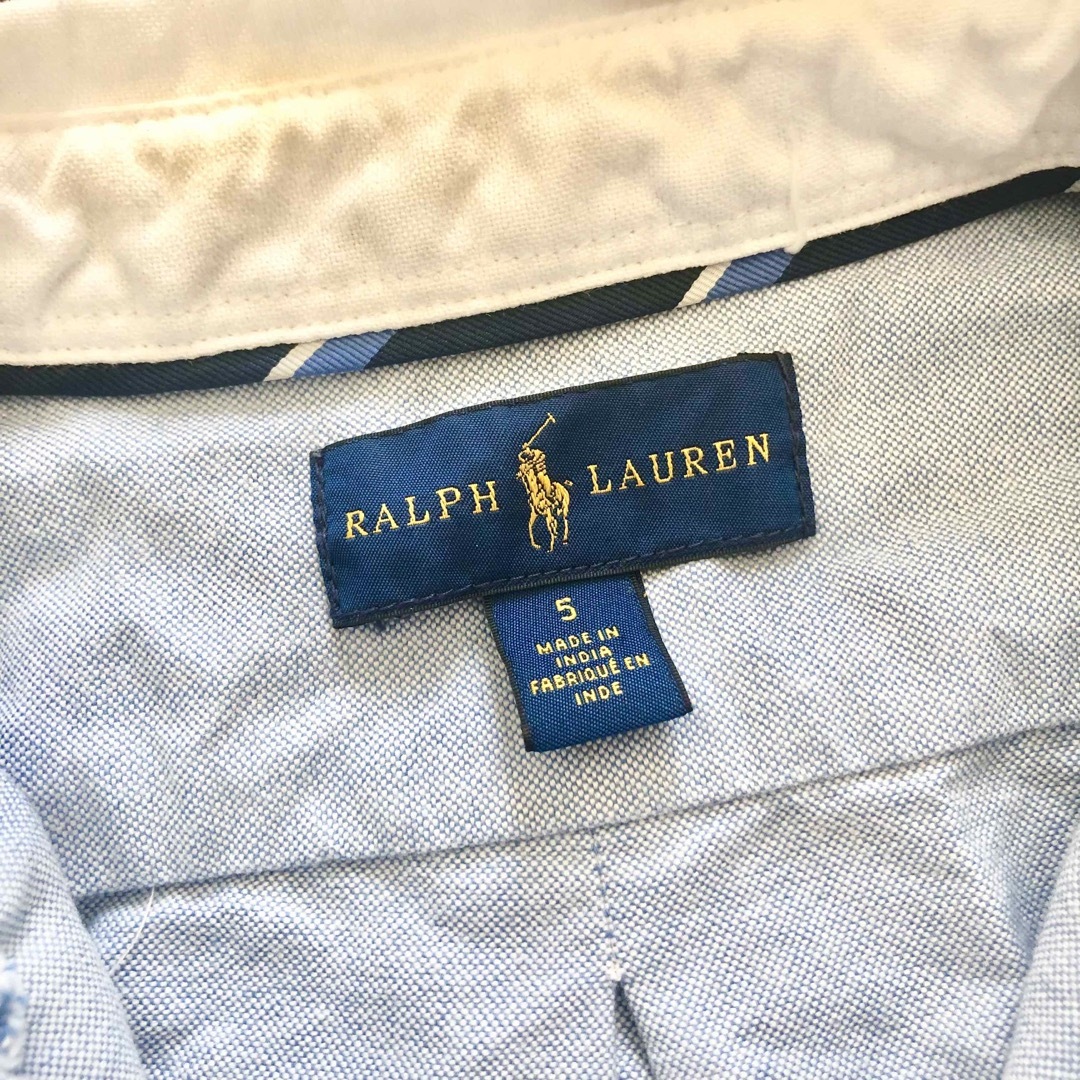 RALPH LAUREN
5
MADE IN
INDIA
FABRIQUÉ EN
INDE